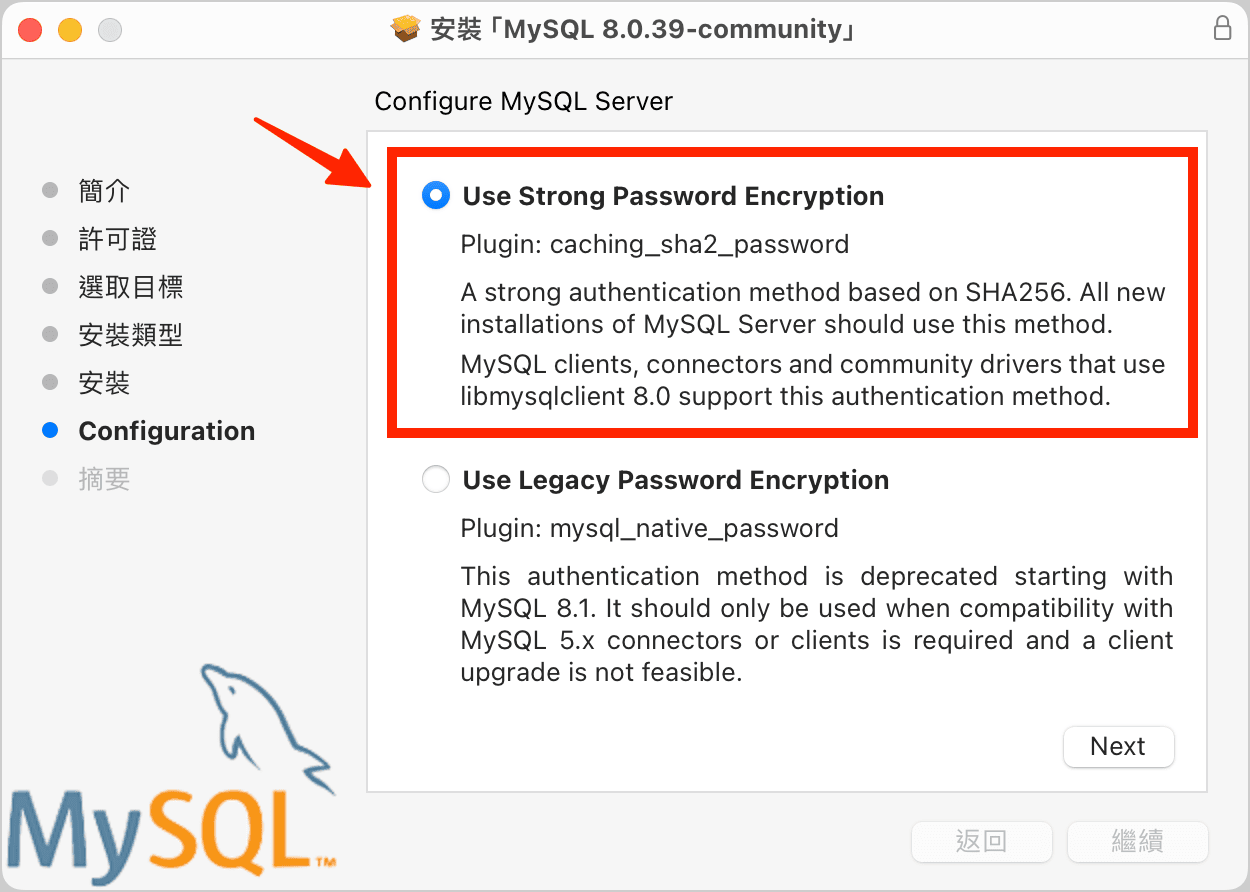 安裝「MySQL 8.0.39-community」
Configure MySQL Server
簡介
許可證
選取目標
安裝類型
安裝
Configuration
摘要
Use Strong Password Encryption
Plugin: caching_sha2_password
A strong authentication method based on SHA256. All new
installations of MySQL Server should use this method.
MySQL clients, connectors and community drivers that use
libmysqlclient 8.0 support this authentication method.
Use Legacy Password Encryption
Plugin: mysql_native_password
This authentication method is deprecated starting with
MySQL 8.1. It should only be used when compatibility with
MySQL 5.x connectors or clients is required and a client
upgrade is not feasible.
Next
MySQL™
返回
繼續